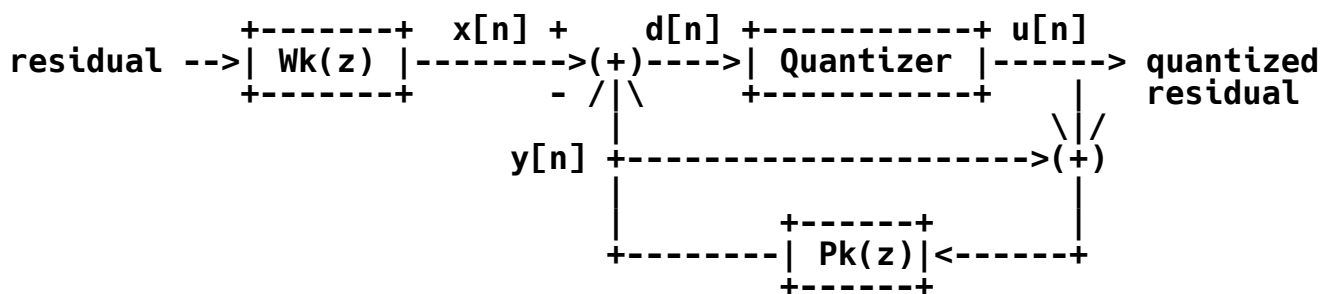 +-------+  x[n] +    d[n] +-----------+ u[n]
residual -->| Wk(z) |-------->(+)---->| Quantizer |------> quantized
+-------+       - /|\     +-----------+    |    residual
|                       \|/
y[n] +--------------------->(+)
|                        |
|        +------+        |
+--------| Pk(z)|<------+
+------+